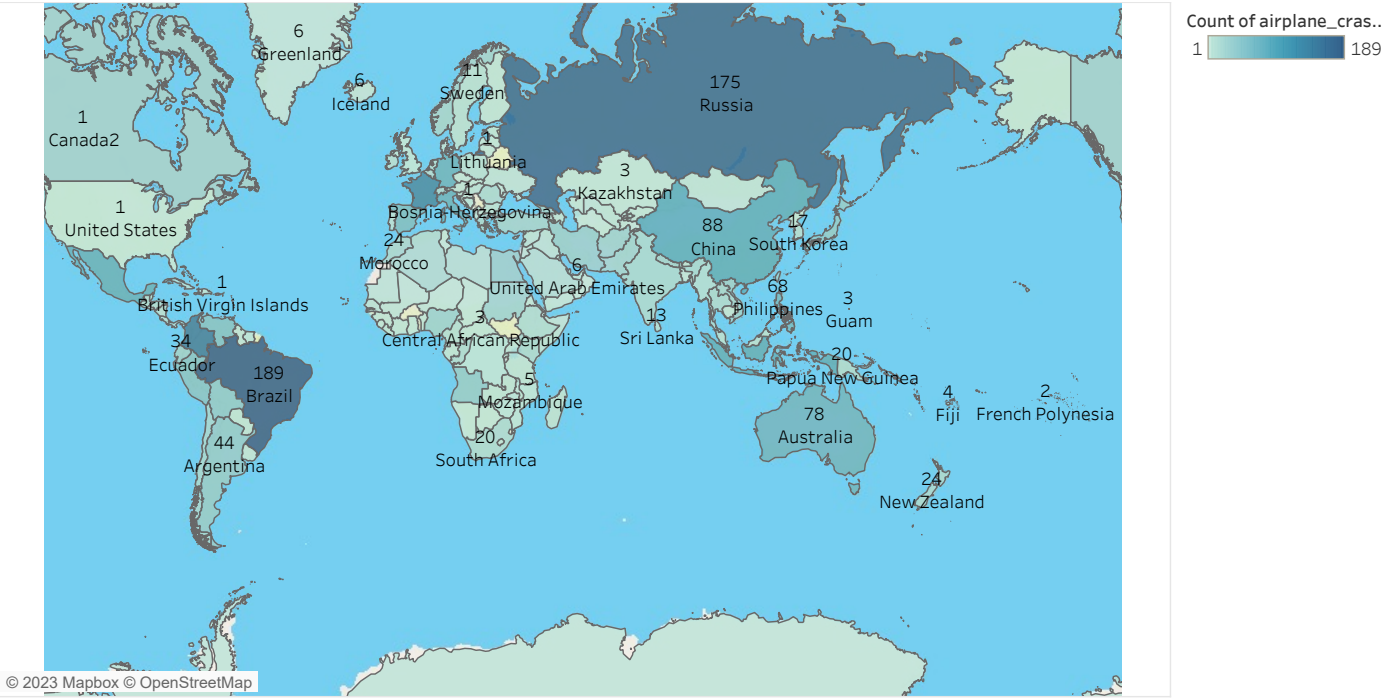 Count of airplane_cras..
1 189
6
Greenland
6
Iceland
11
Sweden
175
Russia
1
Canada2
1
Lithuania
3
Kazakhstan
1
Bosnia-Herzegovina
1
United States
88
China
17
South Korea
24
Morocco
6
United Arab Emirates
1
British Virgin Islands
68
Philippines
3
Guam
13
Sri Lanka
3
Central African Republic
34
Ecuador
20
Papua New Guinea
189
Brazil
5
Mozambique
4
Fiji
2
French Polynesia
78
Australia
44
Argentina
20
South Africa
24
New Zealand
© 2023 Mapbox © OpenStreetMap